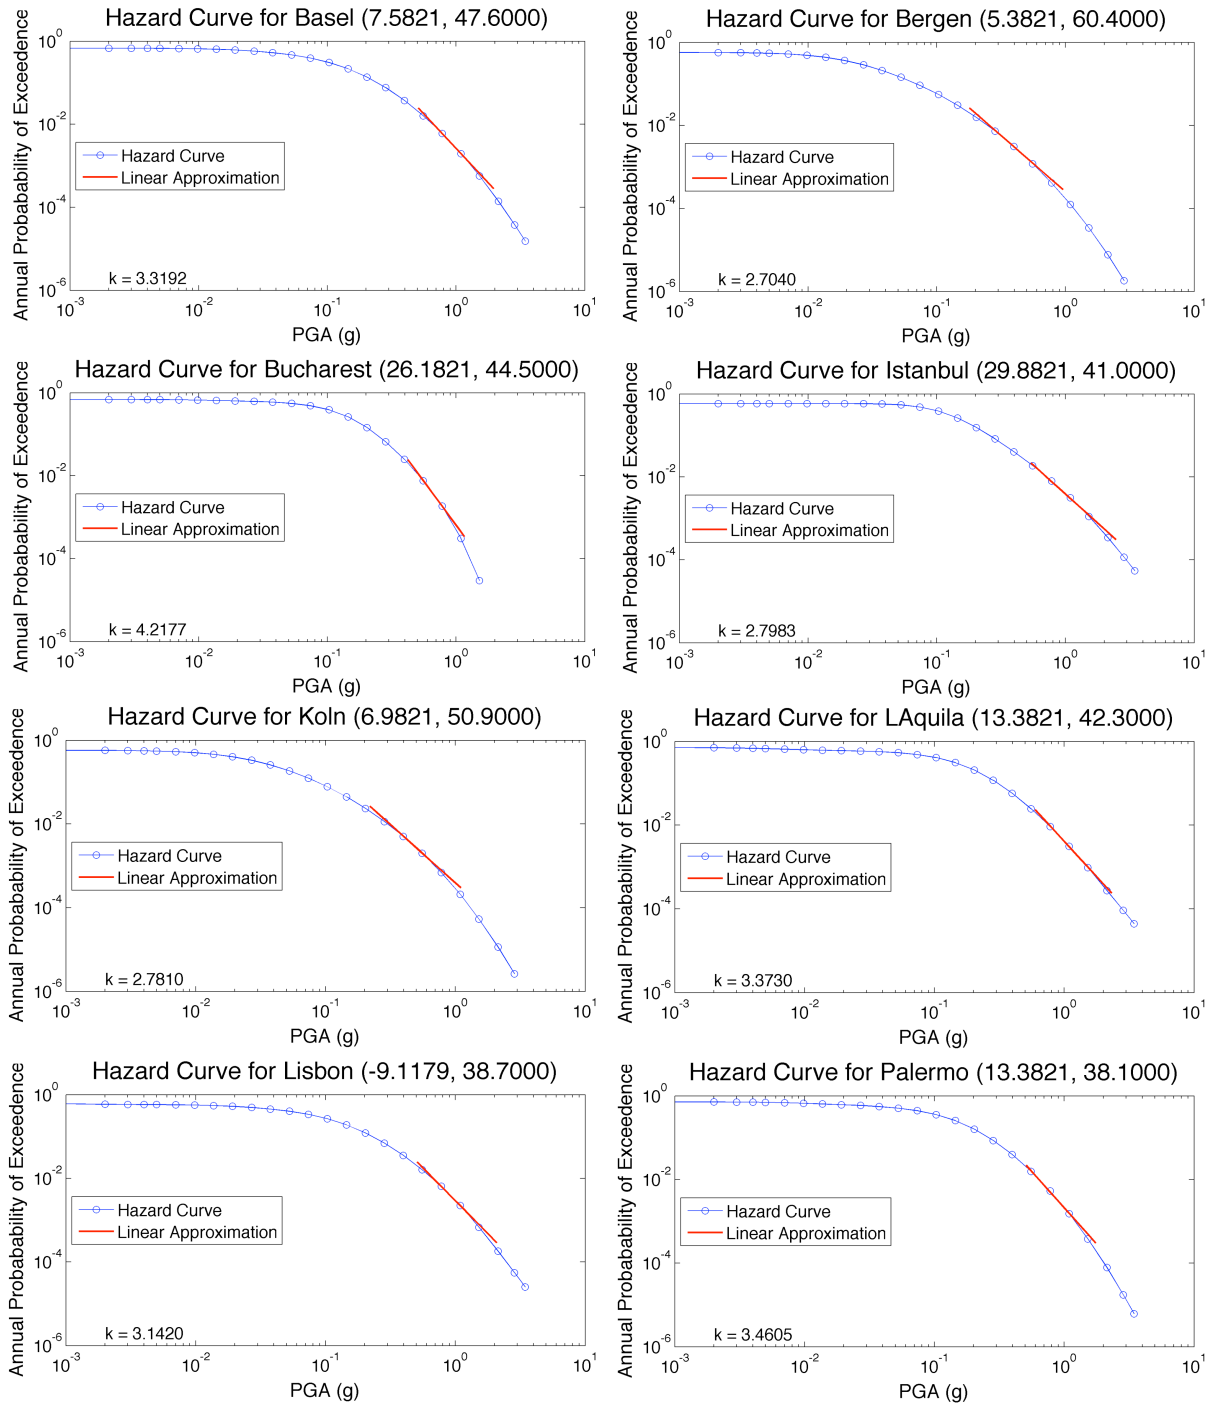 Hazard Curve for Basel (7.5821, 47.6000)
Annual Probabability of Exceedence
10^0
10^-2
10^-4
10^-6
Hazard Curve
Linear Approximation
k = 3.3192
10^-3 10^-2 10^-1 10^0 10^1
PGA (g)
Hazard Curve for Bergen (5.3821, 60.4000)
Annual Probabability of Exceedence
10^0
10^-2
10^-4
10^-6
Hazard Curve
Linear Approximation
k = 2.7040
10^-3 10^-2 10^-1 10^0 10^1
PGA (g)
Hazard Curve for Bucharest (26.1821, 44.5000)
Annual Probabability of Exceedence
10^0
10^-2
10^-4
10^-6
Hazard Curve
Linear Approximation
k = 4.2177
10^-3 10^-2 10^-1 10^0 10^1
PGA (g)
Hazard Curve for Istanbul (29.8821, 41.0000)
Annual Probabability of Exceedence
10^0
10^-2
10^-4
10^-6
Hazard Curve
Linear Approximation
k = 2.7983
10^-3 10^-2 10^-1 10^0 10^1
PGA (g)
Hazard Curve for Koln (6.9821, 50.9000)
Annual Probabability of Exceedence
10^0
10^-2
10^-4
10^-6
Hazard Curve
Linear Approximation
k = 2.7810
10^-3 10^-2 10^-1 10^0 10^1
PGA (g)
Hazard Curve for LAquila (13.3821, 42.3000)
Annual Probabability of Exceedence
10^0
10^-2
10^-4
10^-6
Hazard Curve
Linear Approximation
k = 3.3730
10^-3 10^-2 10^-1 10^0 10^1
PGA (g)
Hazard Curve for Lisbon (-9.1179, 38.7000)
Annual Probabability of Exceedence
10^0
10^-2
10^-4
10^-6
Hazard Curve
Linear Approximation
k = 3.1420
10^-3 10^-2 10^-1 10^0 10^1
PGA (g)
Hazard Curve for Palermo (13.3821, 38.1000)
Annual Probabability of Exceedence
10^0
10^-2
10^-4
10^-6
Hazard Curve
Linear Approximation
k = 3.4605
10^-3 10^-2 10^-1 10^0 10^1
PGA (g)